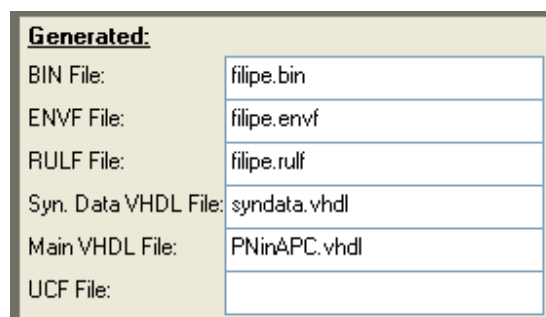 Generated:
BIN File: filipe.bin
ENVF File: filipe.envf
RULF File: filipe.rulf
Syn. Data VHDL File: syndata.vhdl
Main VHDL File: PNinAPC.vhdl
UCF File: